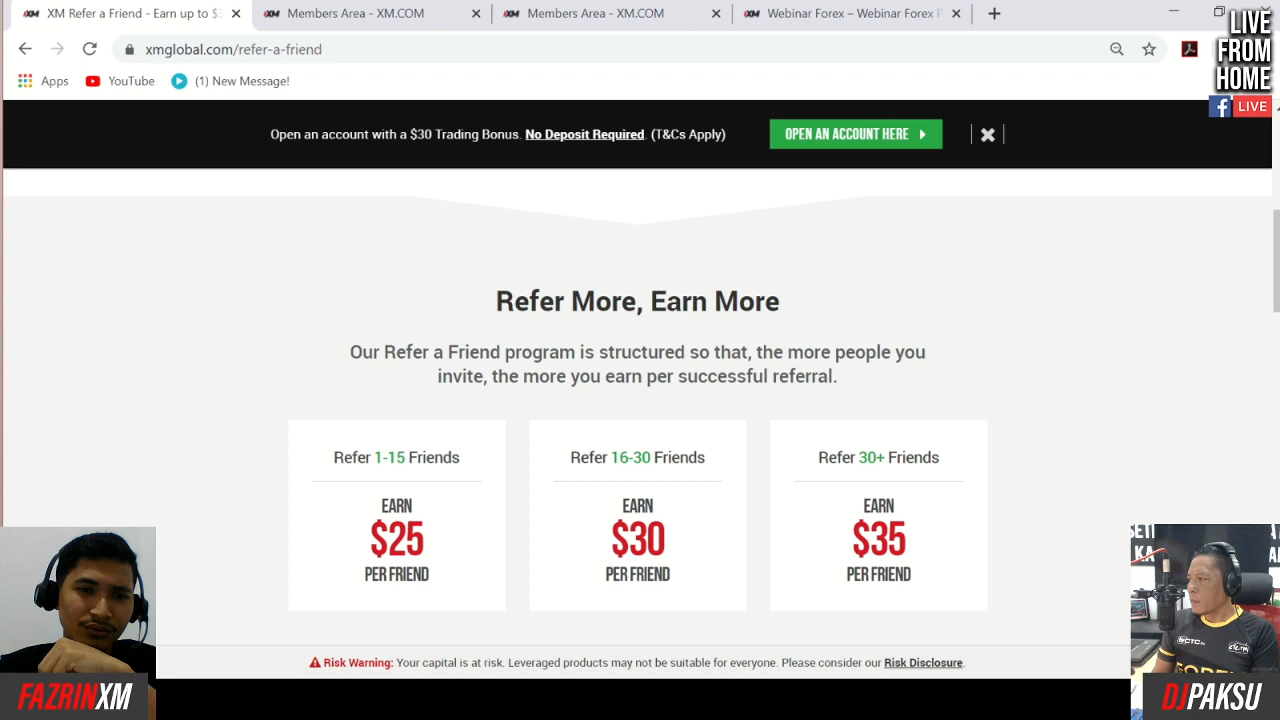 XM Refer a Friend - Earn up to $
Members Area - XM.COM
Members Area - XM.COM
Webinar Forex – Webinar Forex P
xmglobal.com/refer-a-friend
Apps
YouTube
(1) New Message!
LIVE
FROM
HOME
LIVE
Open an account with a $30 Trading Bonus. No Deposit Required. (T&Cs Apply)
OPEN AN ACCOUNT HERE
Refer More, Earn More
Our Refer a Friend program is structured so that, the more people you
invite, the more you earn per successful referral.
Refer 1-15 Friends
EARN
$25
PER FRIEND
Refer 16-30 Friends
EARN
$30
PER FRIEND
Refer 30+ Friends
EARN
$35
PER FRIEND
Risk Warning: Your capital is at risk. Leveraged products may not be suitable for everyone. Please consider our Risk Disclosure.
FAZRINXM
DJPAKSU